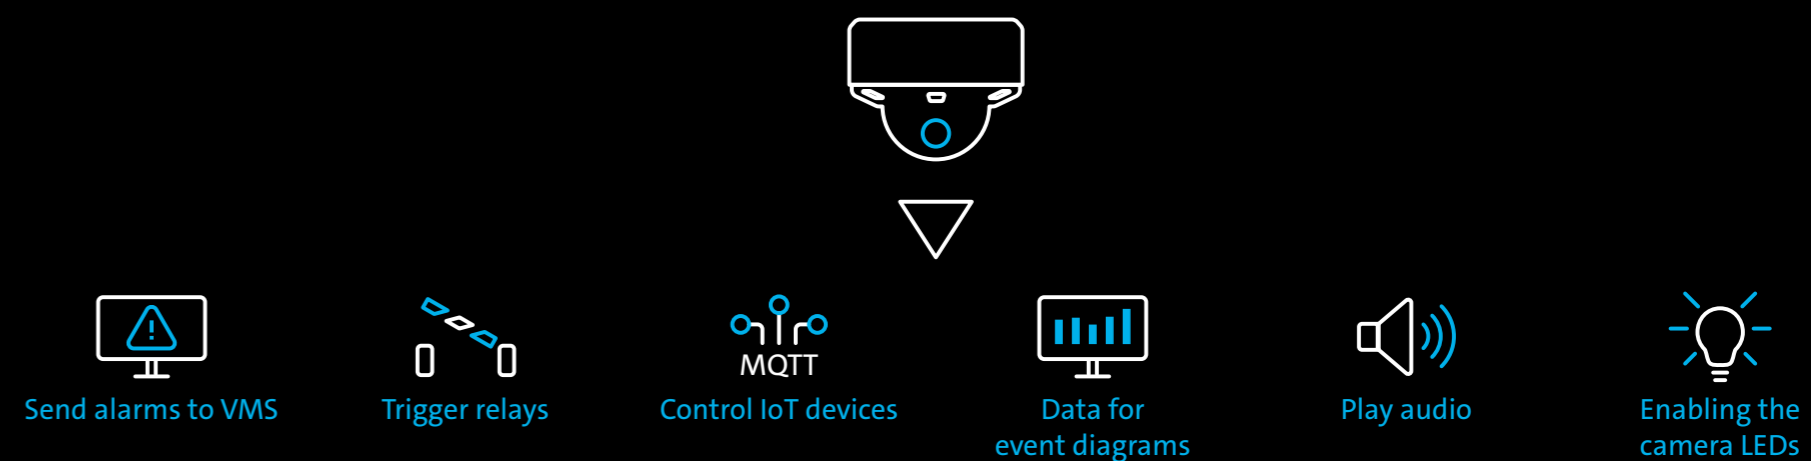 MQTT
Send alarms to VMS
Trigger relays
Control IoT devices
Data for
event diagrams
Play audio
Enabling the
camera LEDs